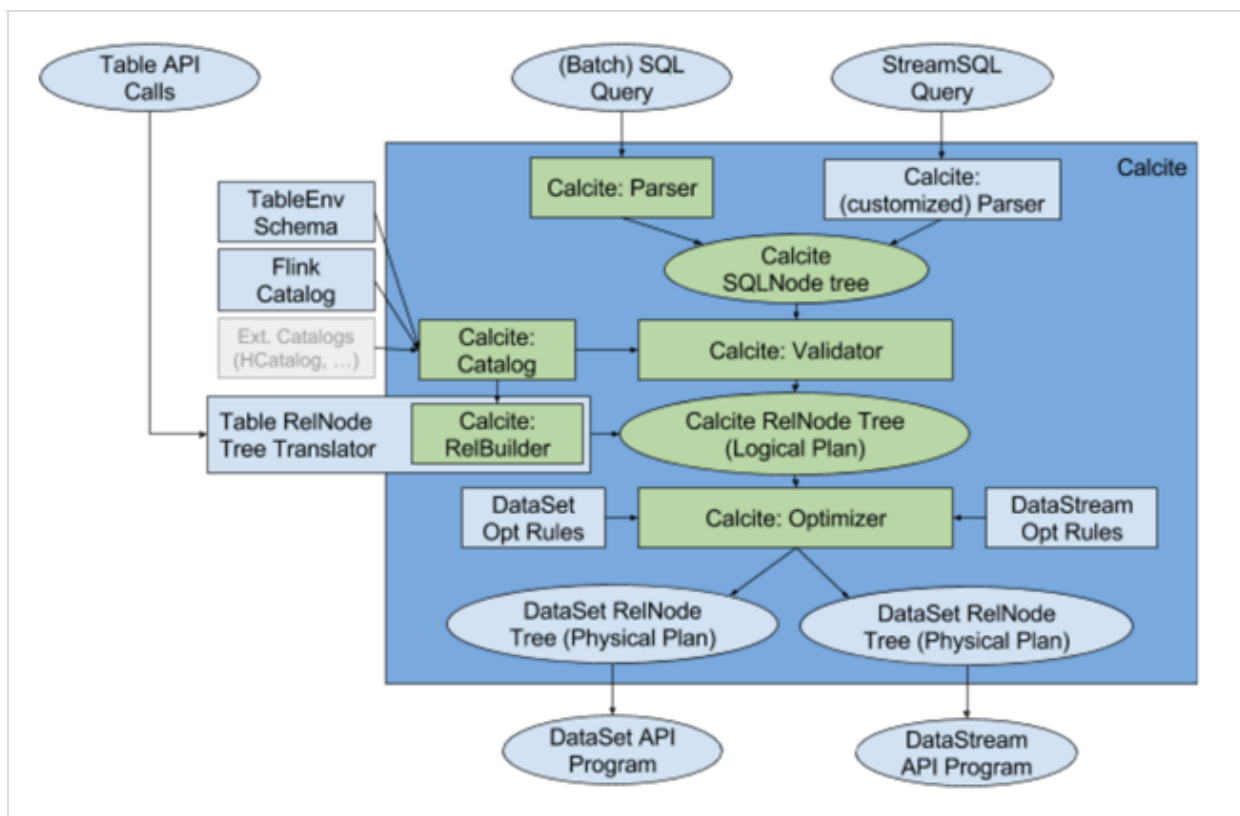 Table API
Calls
(Batch) SQL
Query
StreamSQL
Query
Calcite
Calcite: Parser
Calcite:
(customized) Parser
TableEnv
Schema
Calcite
SQLNode tree
Flink
Catalog
Ext. Catalogs
(HCatalog, ...)
Calcite:
Catalog
Calcite: Validator
Table RelNode
Tree Translator
Calcite:
RelBuilder
Calcite RelNode Tree
(Logical Plan)
DataSet
Opt Rules
Calcite: Optimizer
DataStream
Opt Rules
DataSet RelNode
Tree (Physical Plan)
DataSet RelNode
Tree (Physical Plan)
DataSet API
Program
DataStream
API Program